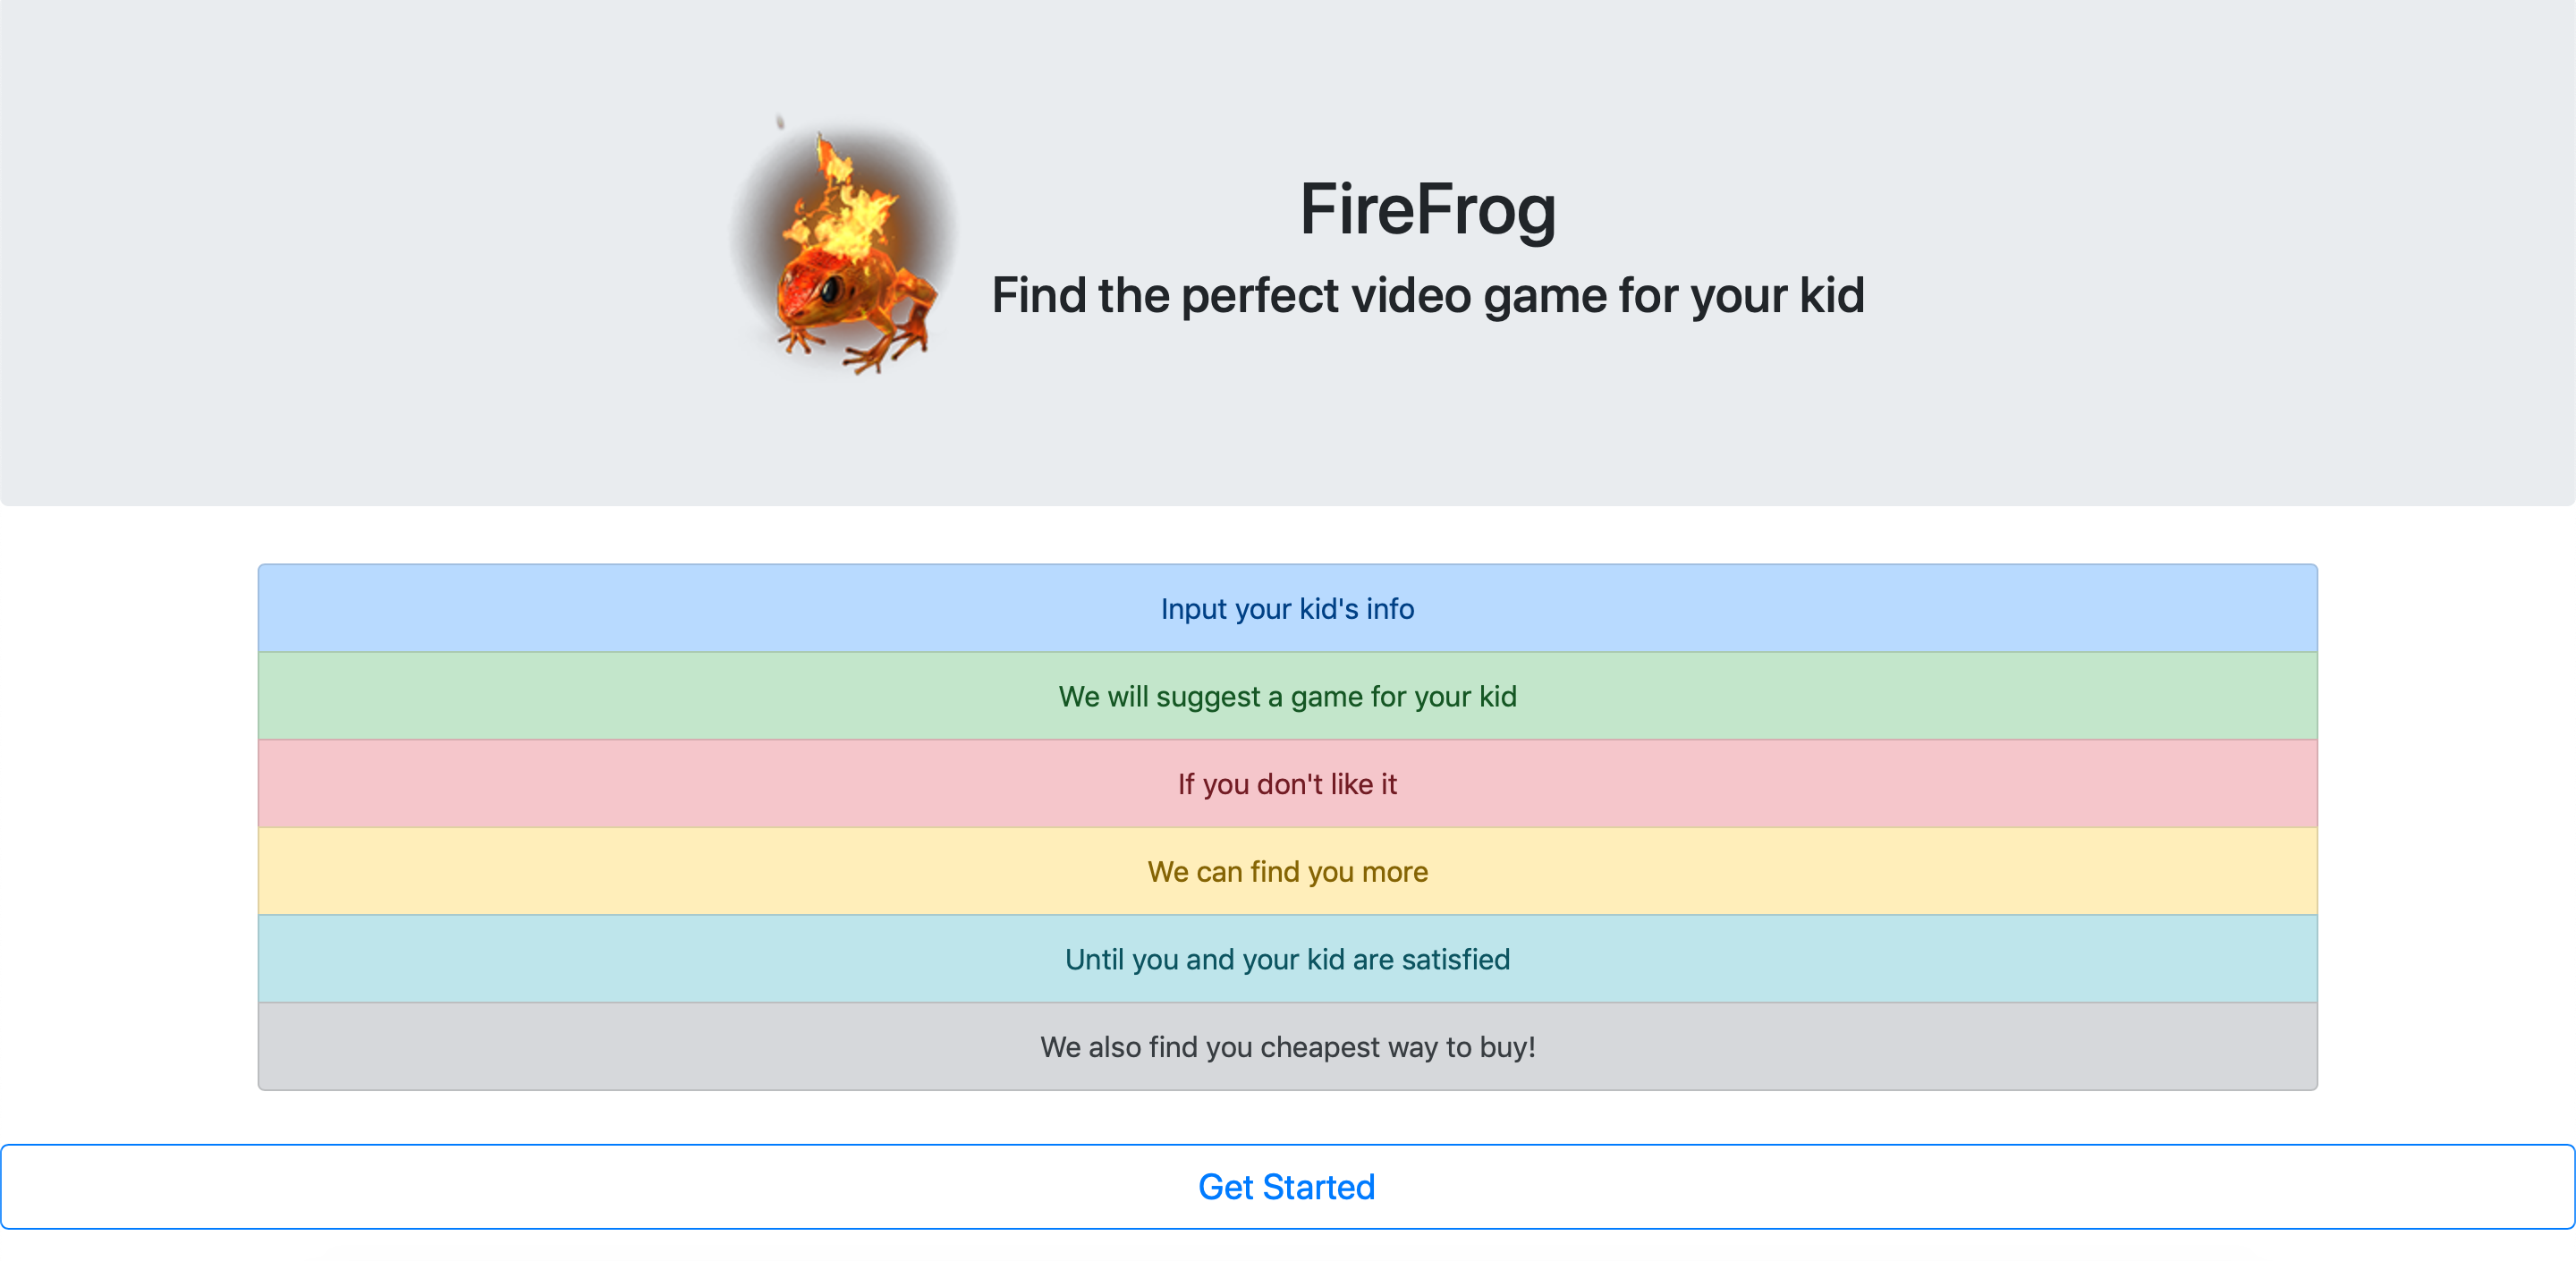 FireFrog
Find the perfect video game for your kid
Input your kid's info
We will suggest a game for your kid
If you don't like it
We can find you more
Until you and your kid are satisfied
We also find you cheapest way to buy!
Get Started